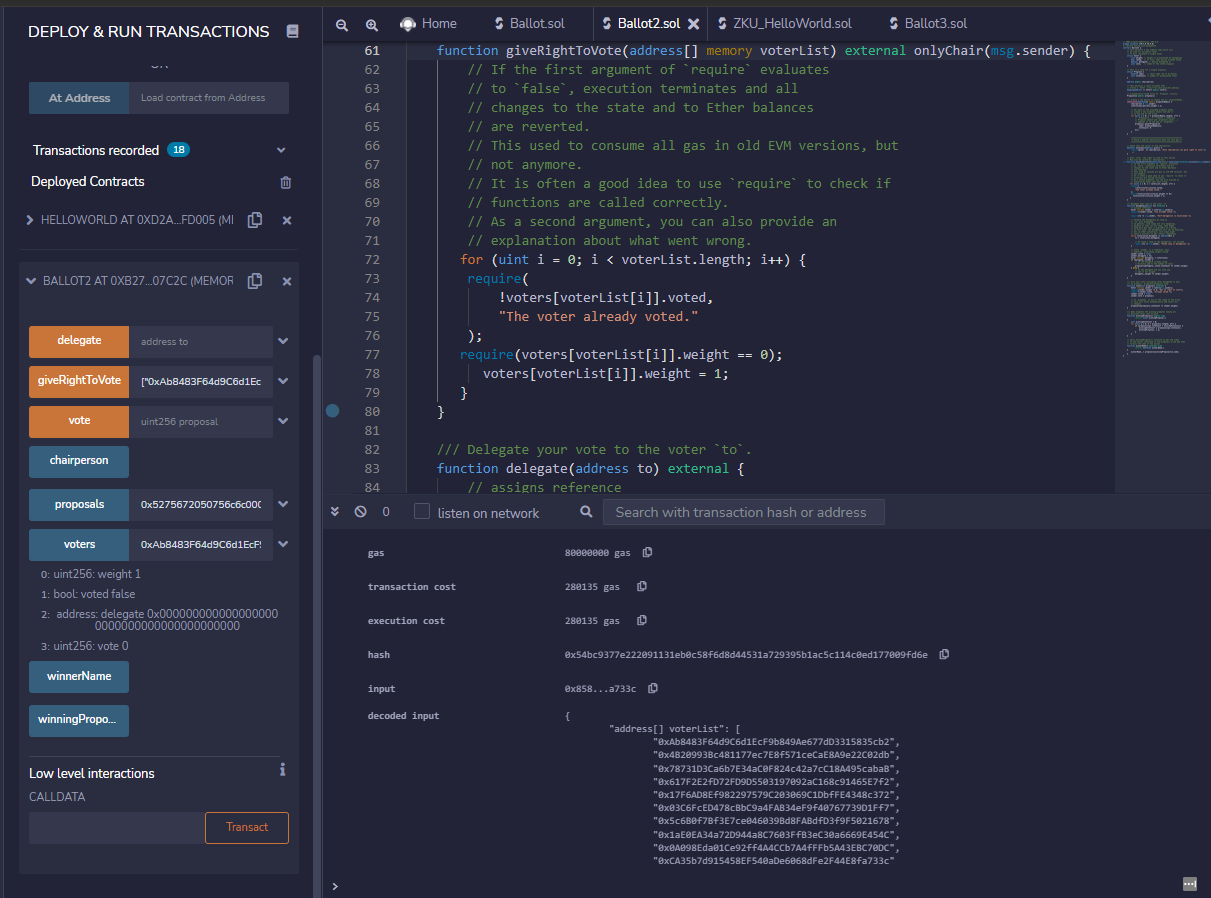 DEPLOY & RUN TRANSACTIONS
At Address
Load contract from Address
Transactions recorded 18
Deployed Contracts
HELLOWORLD AT 0XD2A...FD005 (MI
BALLOT2 AT 0XB27...07C2C (MEMOR
delegate
address to
giveRightToVote
["0xAb8483F64d9C6d1Ec
vote
uint256 proposal
chairperson
proposals
0x5275672050756c6c000
voters
0xAb8483F64d9C6d1EcF9
0: uint256: weight 1
1: bool: voted false
2: address: delegate 0x000000000000000000
0000000000000000000000
3: uint256: vote 0
winnerName
winningPropo...
Low level interactions
CALLDATA
Transact
Home
Ballot.sol
Ballot2.sol
ZKU_HelloWorld.sol
Ballot3.sol
61 function giveRightToVote(address[] memory voterList) external onlyChair(msg.sender) {
62 // If the first argument of `require` evaluates
63 // to `false`, execution terminates and all
64 // changes to the state and to Ether balances
65 // are reverted.
66 // This used to consume all gas in old EVM versions, but
67 // not anymore.
68 // It is often a good idea to use `require` to check if
69 // functions are called correctly.
70 // As a second argument, you can also provide an
71 // explanation about what went wrong.
72 for (uint i = 0; i < voterList.length; i++) {
73 require(
74 !voters[voterList[i]].voted,
75 "The voter already voted."
76 );
77 require(voters[voterList[i]].weight == 0);
78 voters[voterList[i]].weight = 1;
79 }
80 }
81
82 /// Delegate your vote to the voter `to`.
83 function delegate(address to) external {
84 // assigns reference
0
listen on network
Search with transaction hash or address
gas 80000000 gas
transaction cost 280135 gas
execution cost 280135 gas
hash 0x54bc9377e222091131eb0c58f6d8d44531a729395b1ac5c114c0ed177009fd6e
input 0x858...a733c
decoded input {
"address[] voterList": [
"0xAb8483F64d9C6d1EcF9b849Ae677dD3315835cb2",
"0x4B20993Bc481177ec7E8f571ceCaE8A9e22C02db",
"0x78731D3Ca6b7E34aC0F824c42a7cC18A495cabaB",
"0x617F2E2fD72FD9D5503197092aC168c91465E7f2",
"0x17F6AD8Ef982297579C203069C1DbfFE4348c372",
"0x03C6FcED478cBbC9a4FAB34eF9f40767739D1Ff7",
"0x5c6B0f7Bf3E7ce046039Bd8FABdfD3f9F5021678",
"0x1aE0EA34a72D944a8C7603FfB3eC30a6669E454C",
"0x0A098Eda01Ce92ff4A4CCb7A4fFFb5A43EBC70DC",
"0xCA35b7d915458EF540aDe6068dFe2F44E8fa733c"